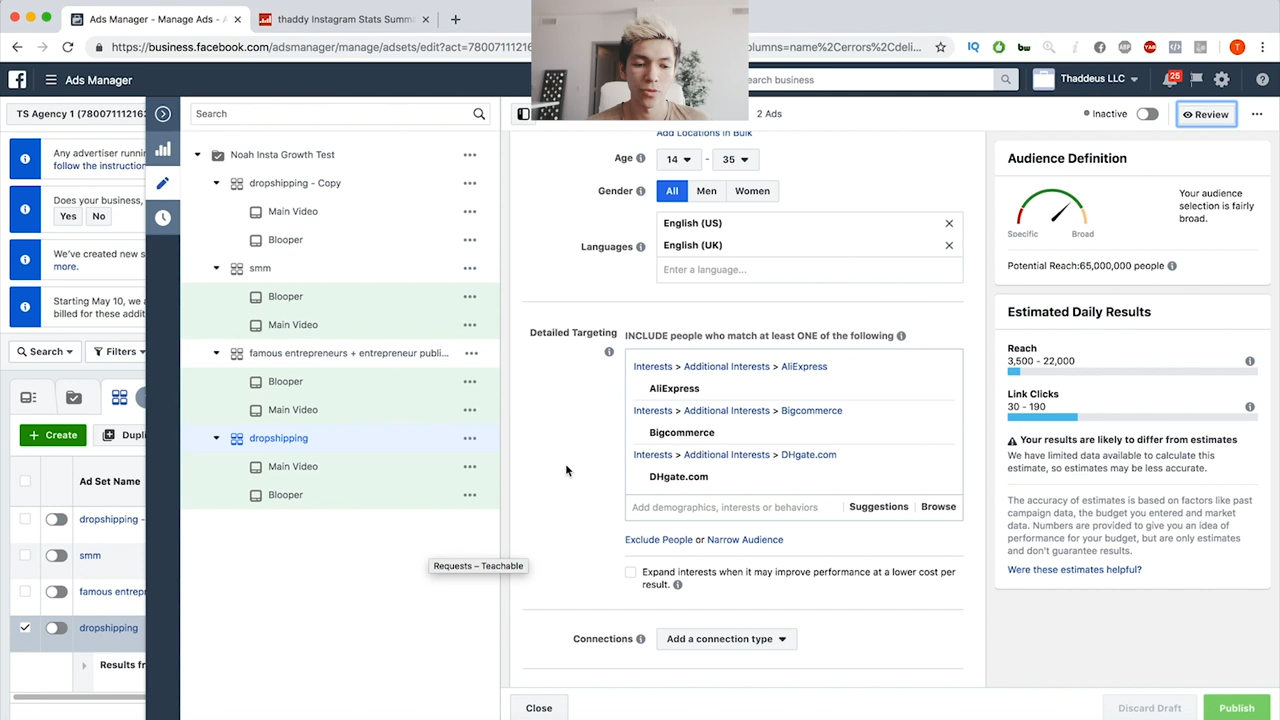 Ads Manager - Manage Ads - A
thaddy Instagram Stats Summa
https://business.facebook.com/adsmanager/manage/adsets/edit?act=78007111216
olumns=name%2Cerrors%2Cdeli...
Ads Manager
earch business
Thaddeus LLC
25
TS Agency 1 (78007111216
Search
2 Ads
Inactive
Review
Any advertiser runnin
follow the instruction
Does your business,
Yes
No
We've created new s
more.
Starting May 10, we a
billed for these addit
Search
Filters
Create
Dupli
Ad Set Name
dropshipping -
smm
famous entrep
dropshipping
Results fr
Noah Insta Growth Test
dropshipping - Copy
Main Video
Blooper
smm
Blooper
Main Video
famous entrepreneurs + entrepreneur publi...
Blooper
Main Video
dropshipping
Main Video
Blooper
Requests – Teachable
Add Locations in Bulk
Age
14 - 35
Gender
All
Men
Women
Languages
English (US)
English (UK)
Enter a language...
Detailed Targeting
INCLUDE people who match at least ONE of the following
Interests > Additional Interests > AliExpress
AliExpress
Interests > Additional Interests > Bigcommerce
Bigcommerce
Interests > Additional Interests > DHgate.com
DHgate.com
Add demographics, interests or behaviors
Suggestions
Browse
Exclude People or Narrow Audience
Expand interests when it may improve performance at a lower cost per
result.
Connections
Add a connection type
Close
Discard Draft
Publish
Audience Definition
Specific
Broad
Your audience
selection is fairly
broad.
Potential Reach:65,000,000 people
Estimated Daily Results
Reach
3,500 - 22,000
Link Clicks
30 - 190
Your results are likely to differ from estimates
We have limited data available to calculate this
estimate, so estimates may be less accurate.
The accuracy of estimates is based on factors like past
campaign data, the budget you entered and market
data. Numbers are provided to give you an idea of
performance for your budget, but are only estimates
and don't guarantee results.
Were these estimates helpful?